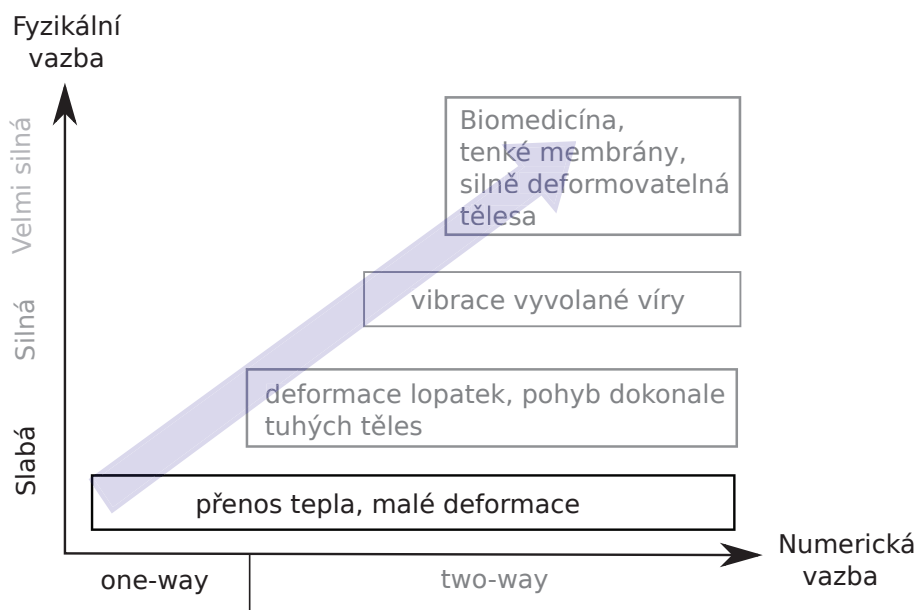 Fyzikální
vazba
Velmi silná
Silná
Slabá
Biomedicína,
tenké membrány,
silně deformovatelná
tělesa
vibrace vyvolané víry
deformace lopatek, pohyb dokonale
tuhých těles
přenos tepla, malé deformace
one-way
two-way
Numerická
vazba